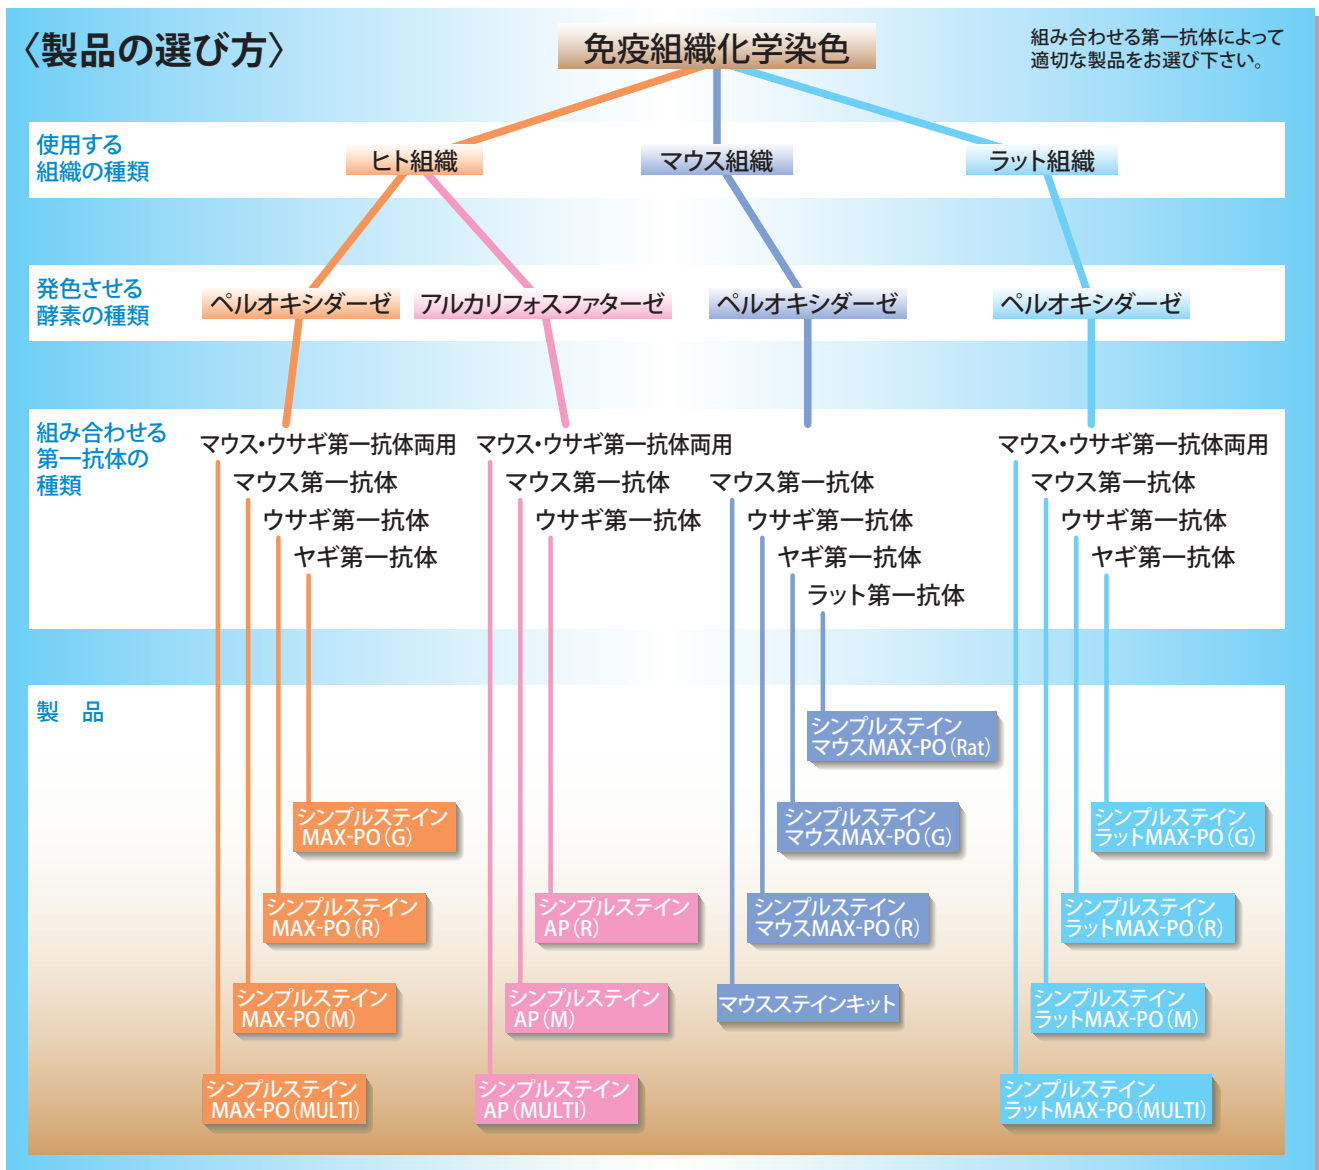 〈製品の選び方〉
免疫組織化学染色
組み合わせる第一抗体によって
適切な製品をお選び下さい。
使用する
組織の種類
ヒト組織
マウス組織
ラット組織
発色させる
酵素の種類
ペルオキシダーゼ
アルカリフォスファターゼ
ペルオキシダーゼ
ペルオキシダーゼ
組み合わせる
第一抗体の
種類
マウス・ウサギ第一抗体両用
マウス第一抗体
ウサギ第一抗体
ヤギ第一抗体
マウス・ウサギ第一抗体両用
マウス第一抗体
ウサギ第一抗体
マウス第一抗体
ウサギ第一抗体
ヤギ第一抗体
ラット第一抗体
マウス・ウサギ第一抗体両用
マウス第一抗体
ウサギ第一抗体
ヤギ第一抗体
製　品
シンプルステイン
MAX-PO(G)
シンプルステイン
MAX-PO(R)
シンプルステイン
MAX-PO(M)
シンプルステイン
MAX-PO(MULTI)
シンプルステイン
AP(R)
シンプルステイン
AP(M)
シンプルステイン
AP(MULTI)
シンプルステイン
マウスMAX-PO(Rat)
シンプルステイン
マウスMAX-PO(G)
シンプルステイン
マウスMAX-PO(R)
マウスステインキット
シンプルステイン
ラットMAX-PO(G)
シンプルステイン
ラットMAX-PO(R)
シンプルステイン
ラットMAX-PO(M)
シンプルステイン
ラットMAX-PO(MULTI)